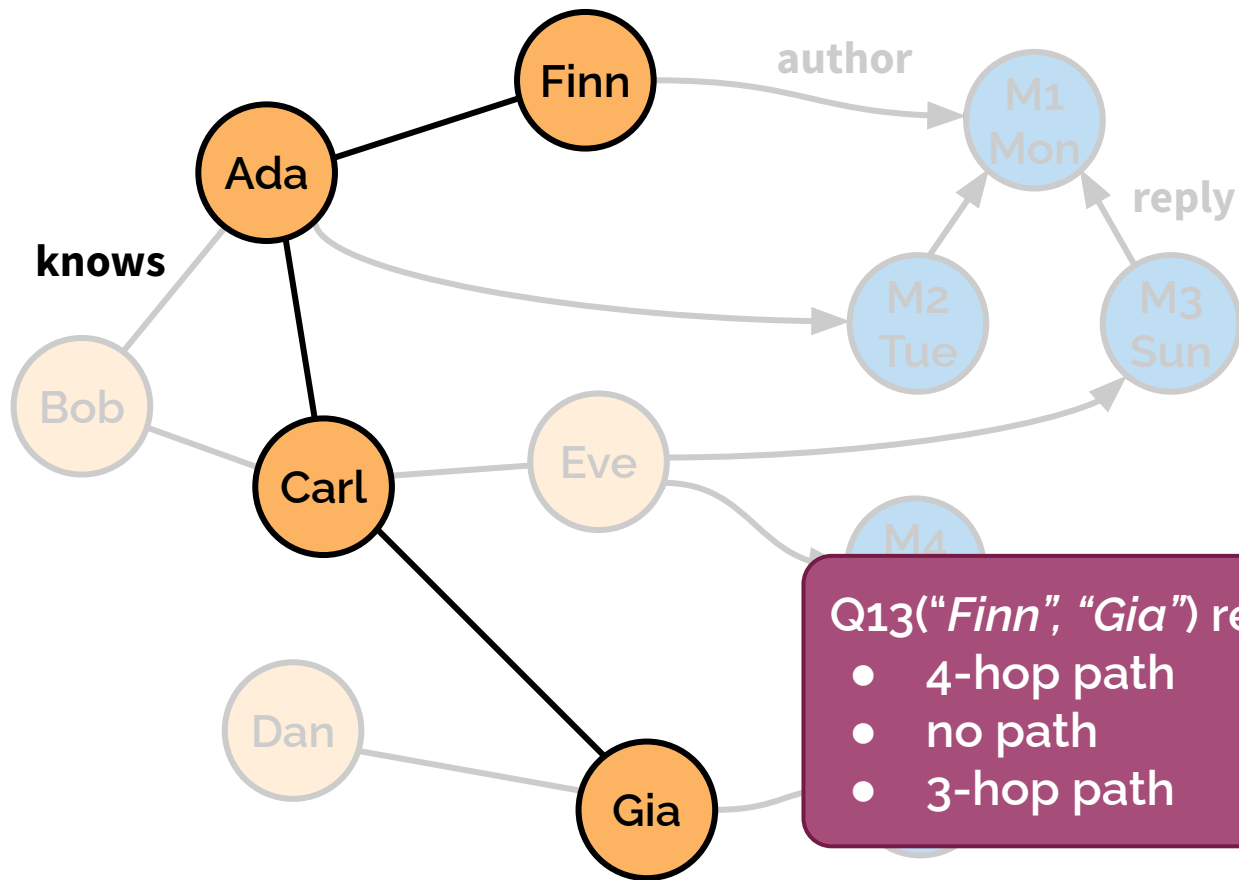 Finn
author
M1
Mon
Ada
reply
knows
M2
Tue
M3
Sun
Bob
Eve
Carl
M4
Q13(“Finn”, “Gia”)
● 4-hop path
● no path
● 3-hop path
Dan
Gia